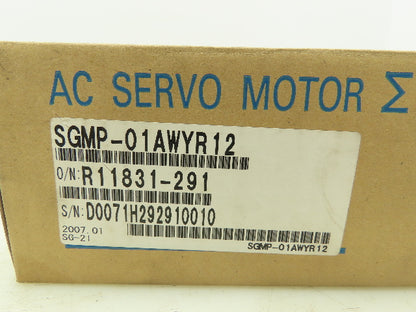 AC SERVO MOTOR Σ
SGMP-01AWYR12
O/N: R11831-291
S/N: D0071H292910010
2007.01
SG-21
SGMP-01AWYR12